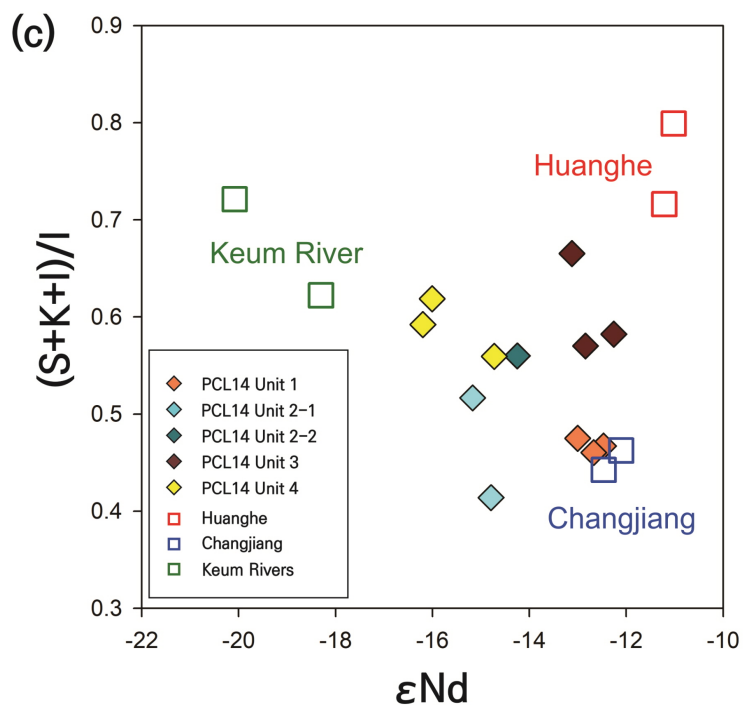 (c)
0.9
0.8
0.7
0.6
0.5
0.4
0.3
(S+K+I)/I
Huanghe
Keum River
Changjiang
PCL14 Unit 1
PCL14 Unit 2-1
PCL14 Unit 2-2
PCL14 Unit 3
PCL14 Unit 4
Huanghe
Changjiang
Keum Rivers
-22 -20 -18 -16 -14 -12 -10
εNd